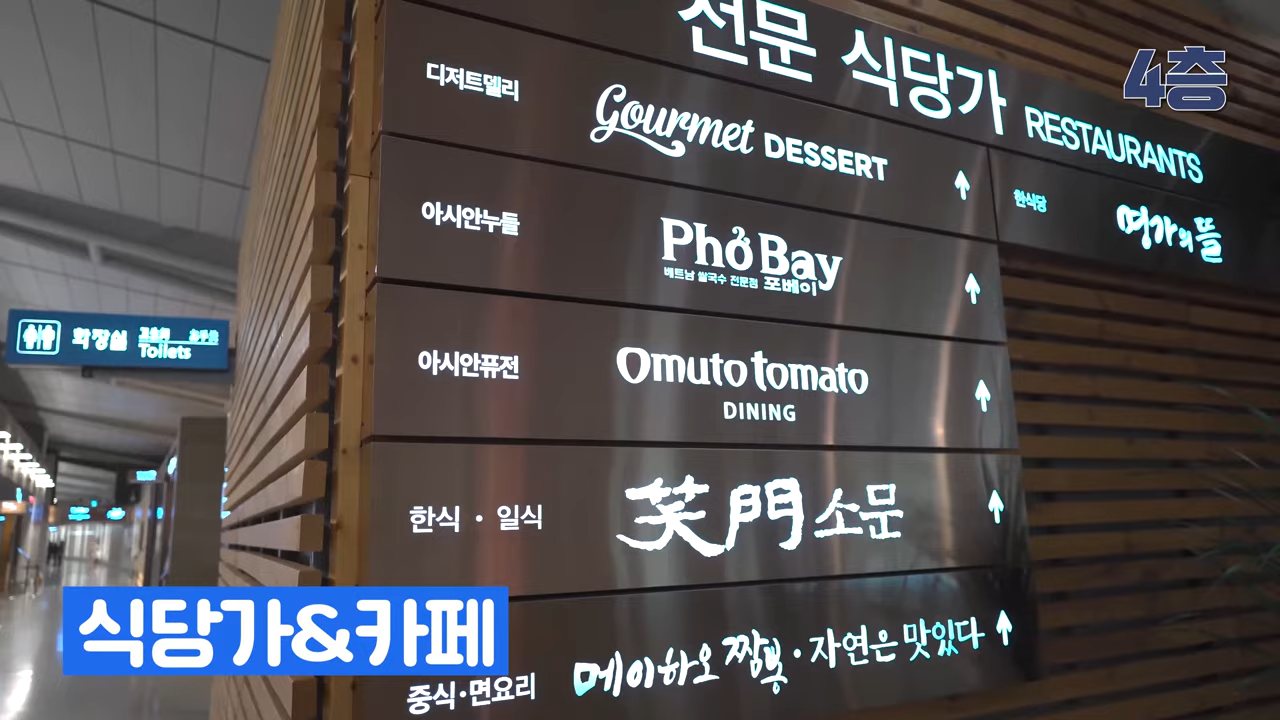 4층
전문 식당가 RESTAURANTS
디저트델리 Gourmet DESSERT
한식당 명가의 뜰
아시안누들 Phở Bay
베트남 쌀국수 전문점 포베이
아시안퓨전 Omuto tomato
DINING
한식 · 일식 笑門 소문
중식·면요리 메이하오 짬뽕 · 자연은 맛있다
화장실 Toilets
식당가&카페